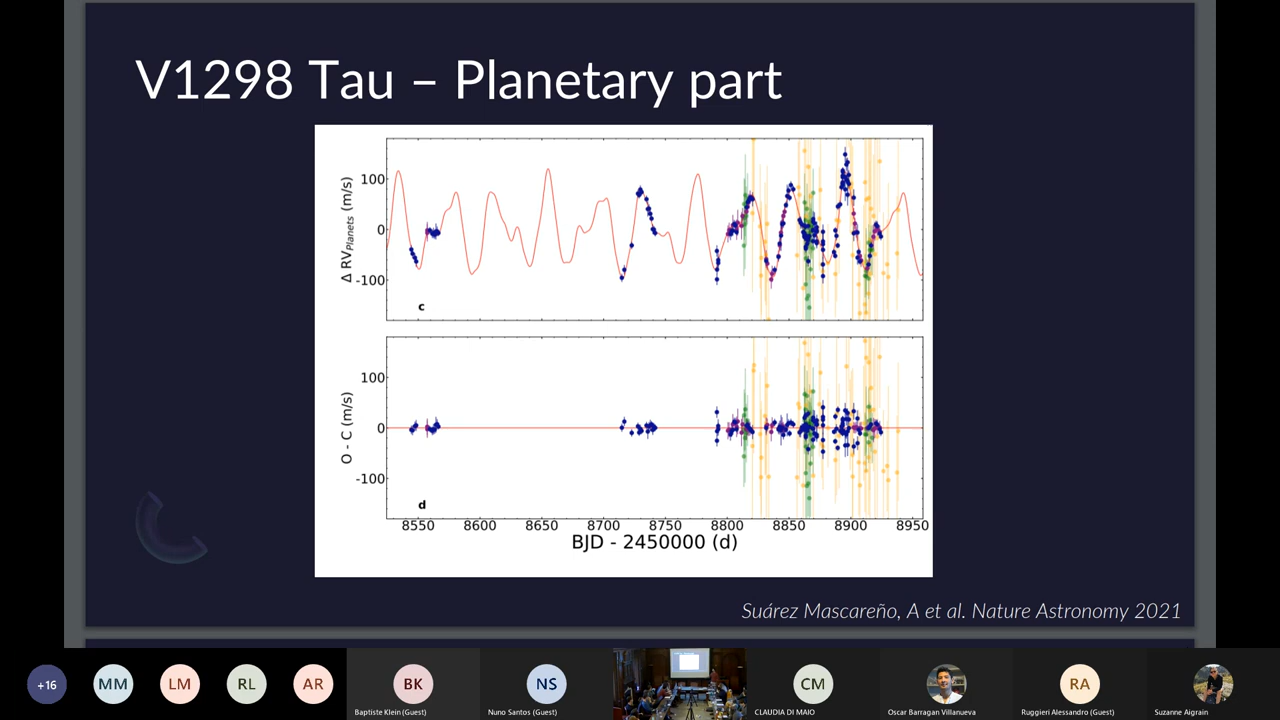 V1298 Tau – Planetary part
Δ RV Planets (m/s)
100
0
-100
c
O - C (m/s)
100
0
-100
d
8550 8600 8650 8700 8750 8800 8850 8900 8950
BJD - 2450000 (d)
Suárez Mascareño, A et al. Nature Astronomy 2021
+16 MM LM RL AR BK NS CM RA
Baptiste Klein (Guest) Nuno Santos (Guest) CLAUDIA DI MAIO Oscar Barragan Villanueva Ruggieri Alessandro (Guest) Suzanne Aigrain